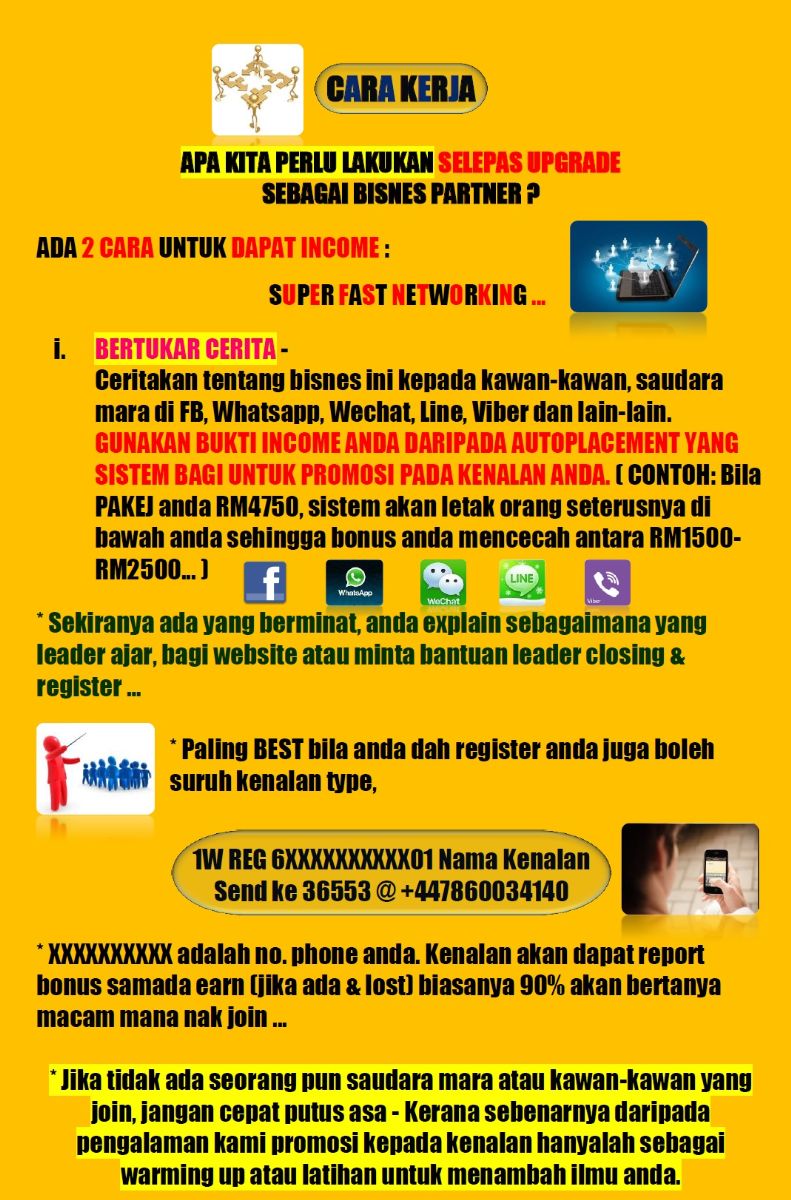 CARA KERJA
APA KITA PERLU LAKUKAN SELEPAS UPGRADE
SEBAGAI BISNES PARTNER ?
ADA 2 CARA UNTUK DAPAT INCOME :
SUPER FAST NETWORKING ...
i. BERTUKAR CERITA -
Ceritakan tentang bisnes ini kepada kawan-kawan, saudara
mara di FB, Whatsapp, Wechat, Line, Viber dan lain-lain.
GUNAKAN BUKTI INCOME ANDA DARIPADA AUTOPLACEMENT YANG
SISTEM BAGI UNTUK PROMOSI PADA KENALAN ANDA. ( CONTOH: Bila
PAKEJ anda RM4750, sistem akan letak orang seterusnya di
bawah anda sehingga bonus anda mencecah antara RM1500-
RM2500... )
f
WhatsApp
WeChat
LINE
Viber
* Sekiranya ada yang berminat, anda explain sebagaimana yang
leader ajar, bagi website atau minta bantuan leader closing &
register ...
* Paling BEST bila anda dah register anda juga boleh
suruh kenalan type,
1W REG 6XXXXXXXXXX01 Nama Kenalan
Send ke 36553 @ +447860034140
* XXXXXXXXXX adalah no. phone anda. Kenalan akan dapat report
bonus samada earn (jika ada & lost) biasanya 90% akan bertanya
macam mana nak join ...
* Jika tidak ada seorang pun saudara mara atau kawan-kawan yang
join, jangan cepat putus asa - Kerana sebenarnya daripada
pengalaman kami promosi kepada kenalan hanyalah sebagai
warming up atau latihan untuk menambah ilmu anda.